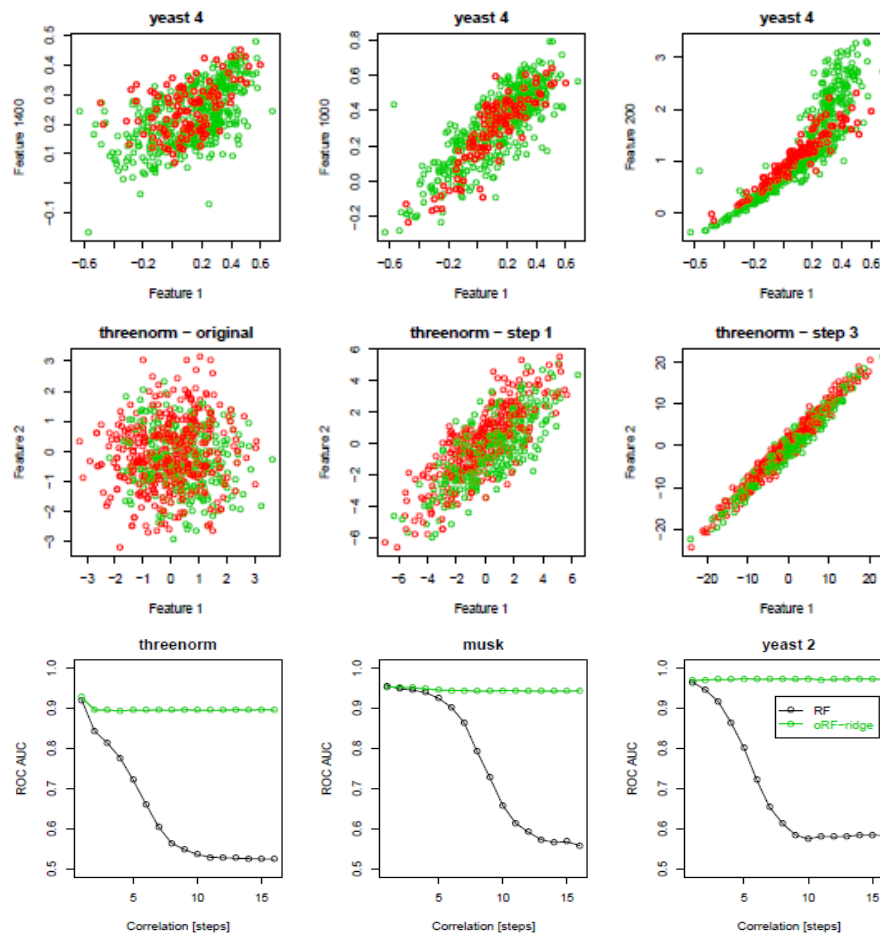 yeast 4
yeast 4
yeast 4
Feature 1400
-0.1 0.1 0.2 0.3 0.4 0.5
-0.6 -0.2 0.2 0.4 0.6
Feature 1
Feature 1000
-0.2 0.0 0.2 0.4 0.6 0.8
-0.6 -0.2 0.2 0.4 0.6
Feature 1
Feature 200
0 1 2 3
-0.6 -0.2 0.2 0.4 0.6
Feature 1
threenorm - original
threenorm - step 1
threenorm - step 3
Feature 2
-3 -2 -1 0 1 2 3
-3 -2 -1 0 1 2 3
Feature 1
Feature 2
-6 -4 -2 0 2 4 6
-6 -4 -2 0 2 4 6
Feature 1
Feature 2
-20 -10 0 10 20
-20 -10 0 10 20
Feature 1
threenorm
musk
yeast 2
ROC AUC
0.5 0.6 0.7 0.8 0.9 1.0
5 10 15
Correlation [steps]
ROC AUC
0.5 0.6 0.7 0.8 0.9 1.0
5 10 15
Correlation [steps]
ROC AUC
0.5 0.6 0.7 0.8 0.9 1.0
RF
oRF-ridge
5 10 15
Correlation [steps]